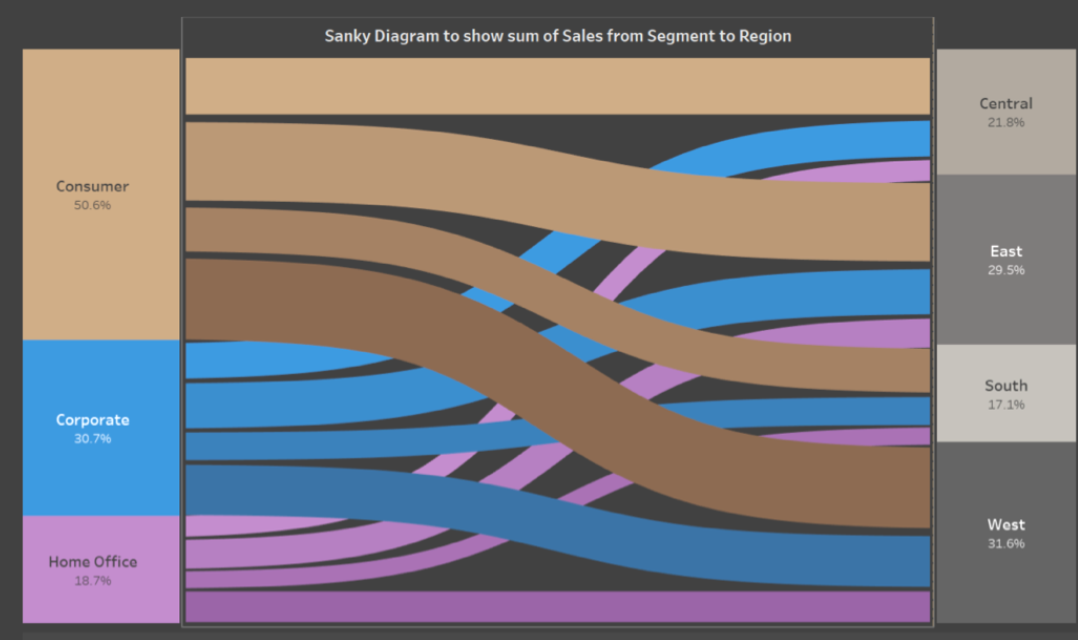 Sanky Diagram to show sum of Sales from Segment to Region
Consumer
50.6%
Corporate
30.7%
Home Office
18.7%
Central
21.8%
East
29.5%
South
17.1%
West
31.6%